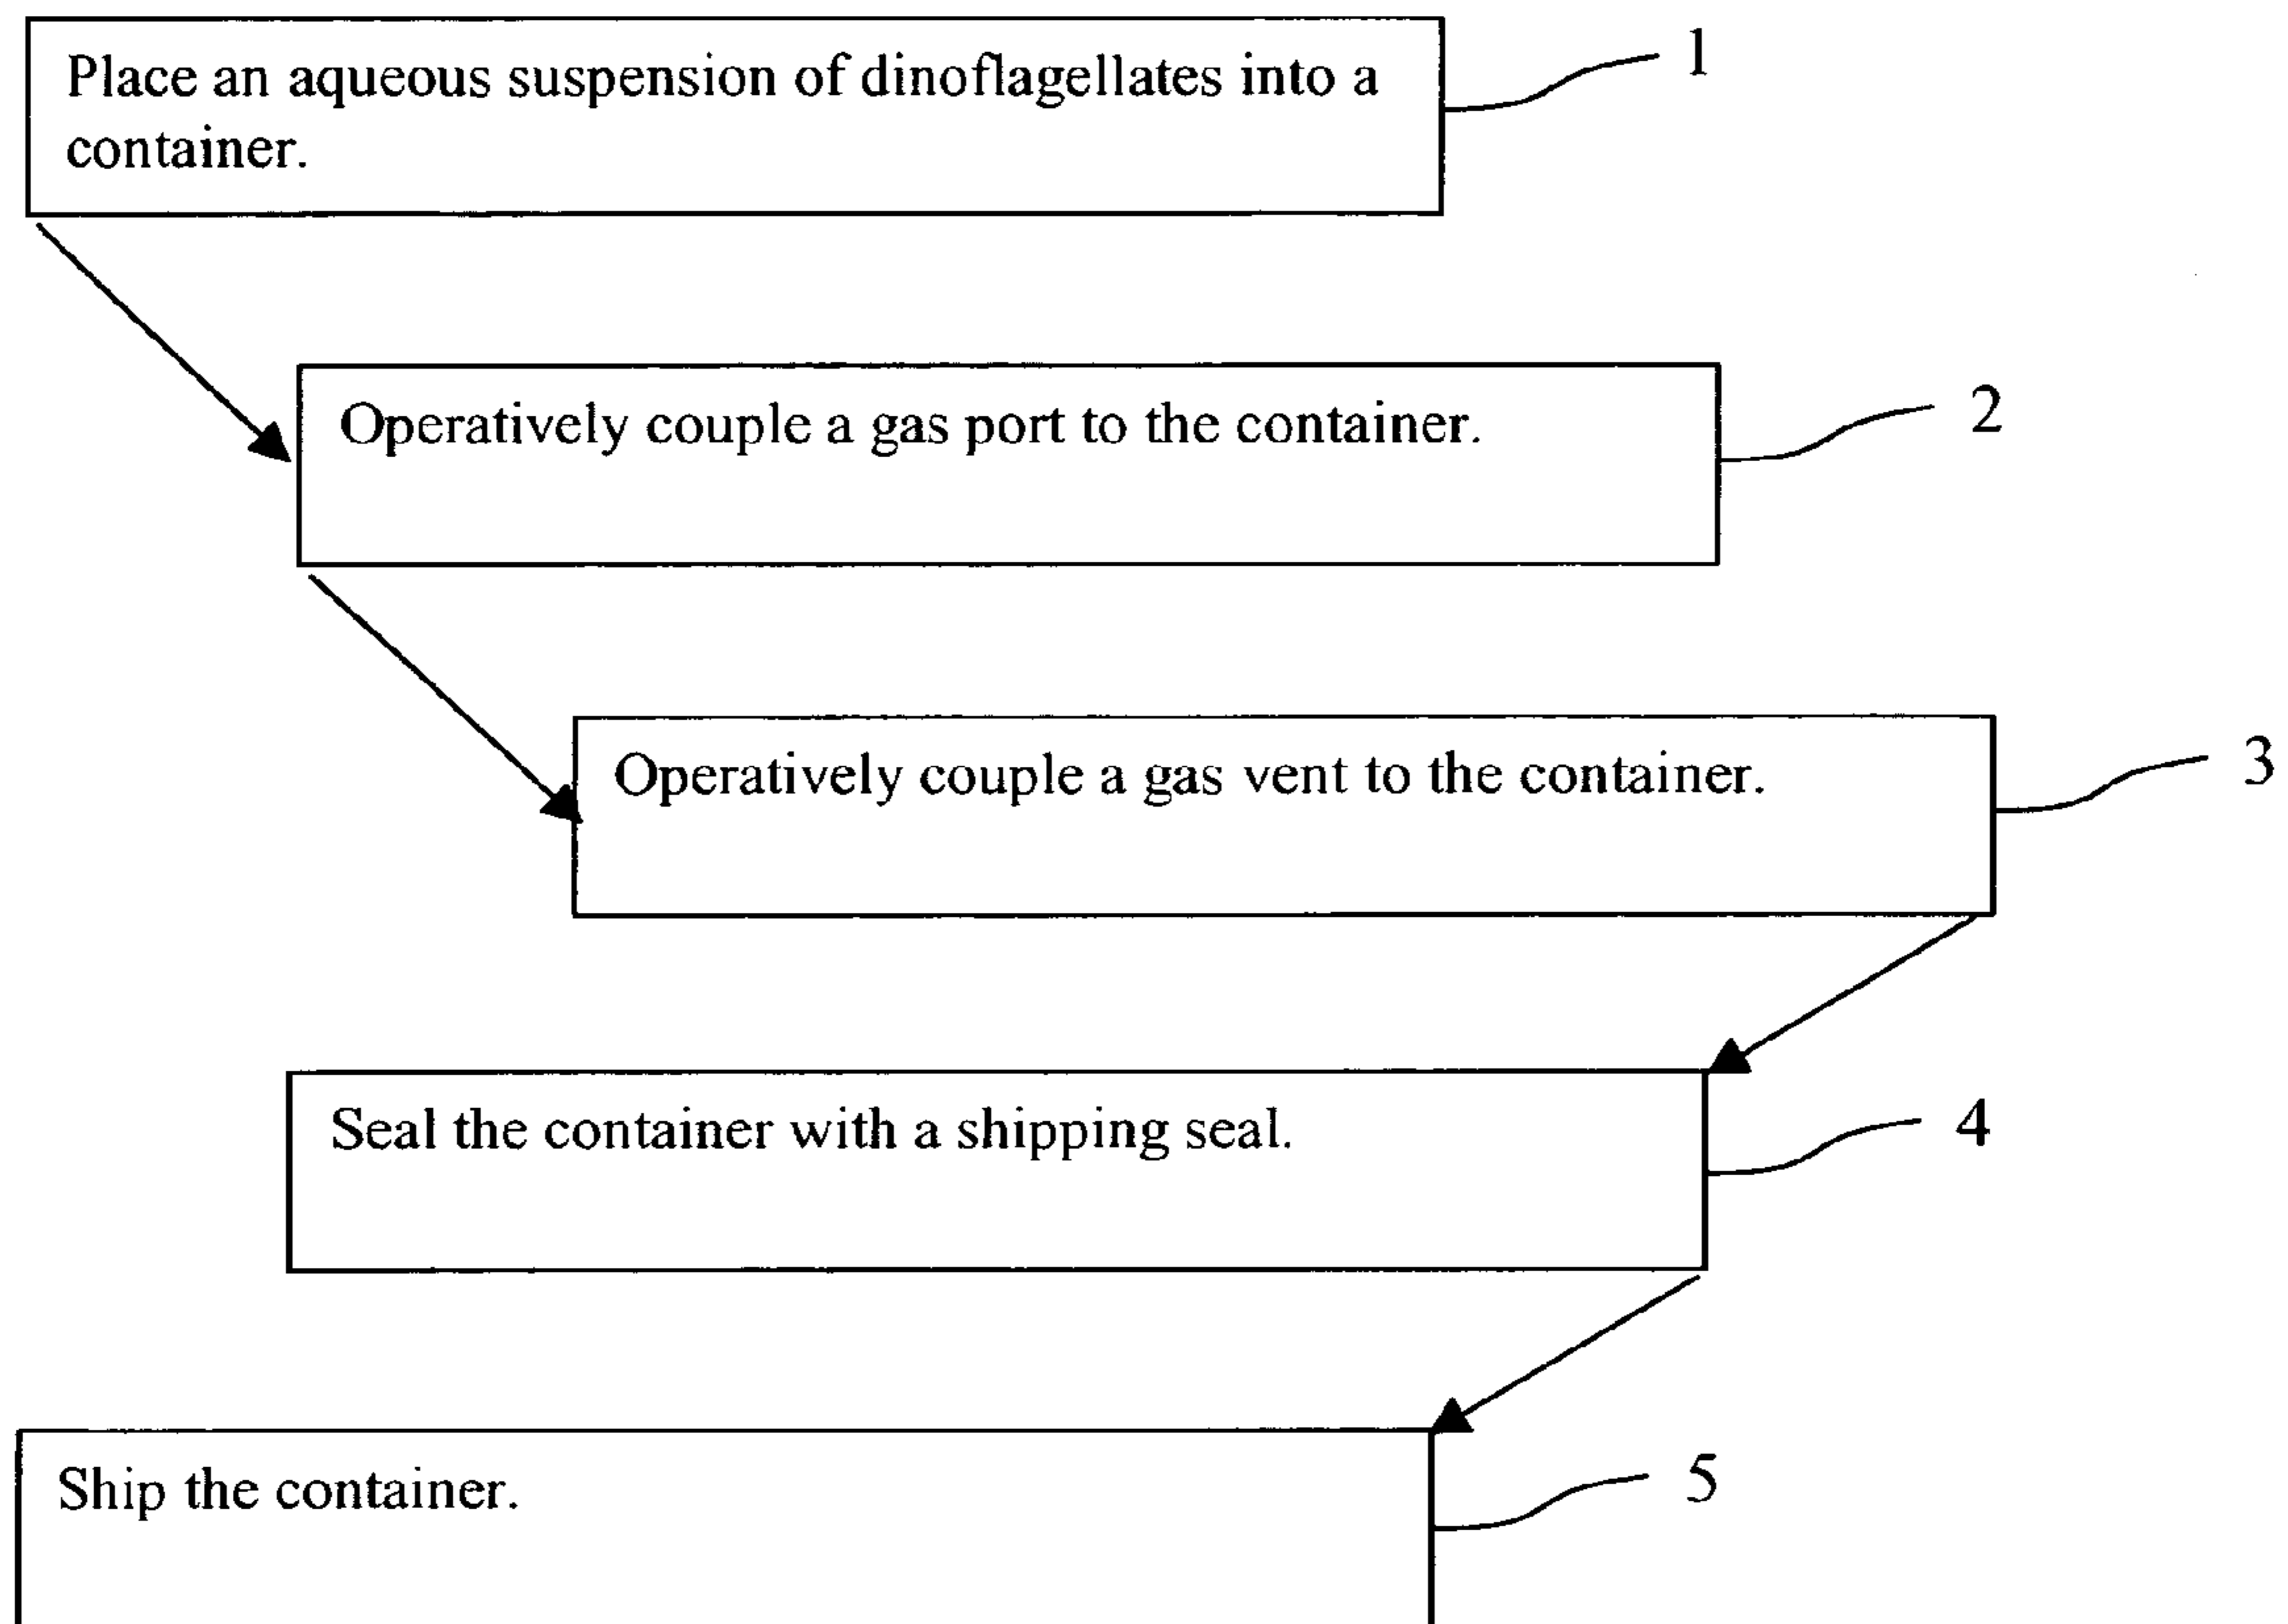 Place an aqueous suspension of dinoflagellates into a
container.
1
Operatively couple a gas port to the container.
2
Operatively couple a gas vent to the container.
3
Seal the container with a shipping seal.
4
Ship the container.
5